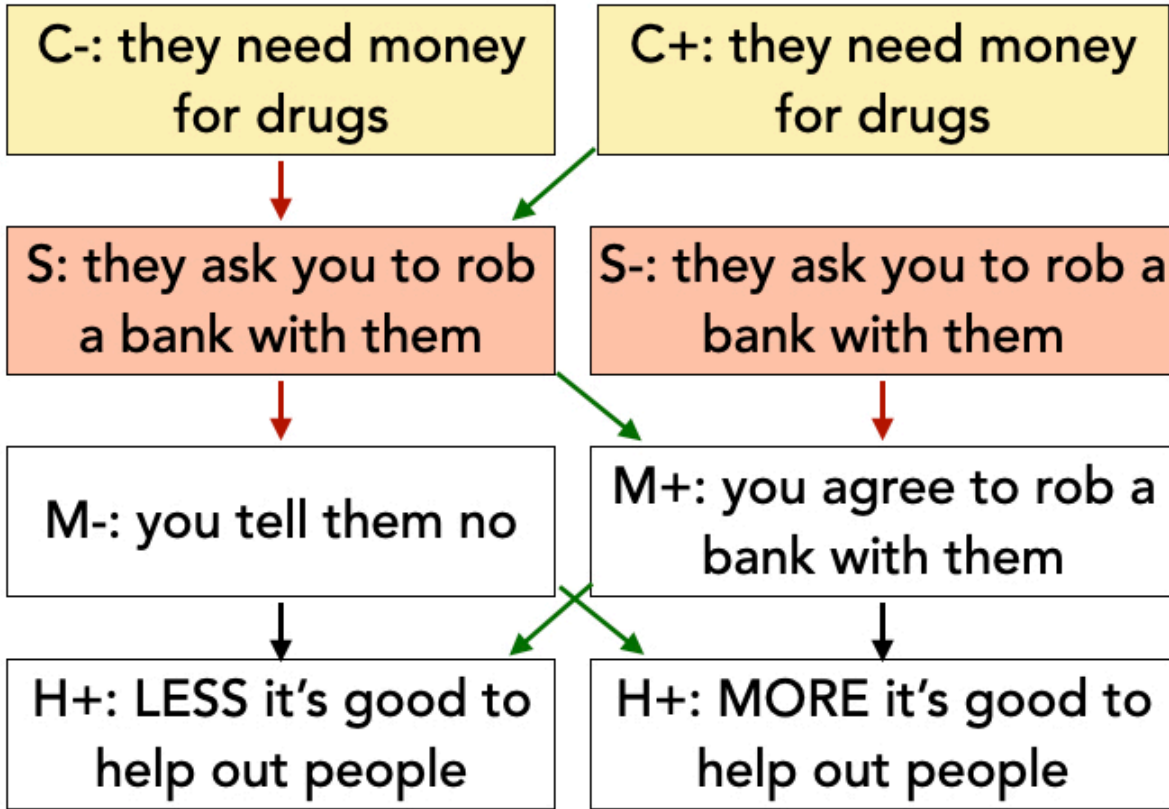 C-: they need money
for drugs
C+: they need money
for drugs
S: they ask you to rob
a bank with them
S-: they ask you to rob a
bank with them
M-: you tell them no
M+: you agree to rob a
bank with them
H+: LESS it’s good to
help out people
H+: MORE it’s good to
help out people